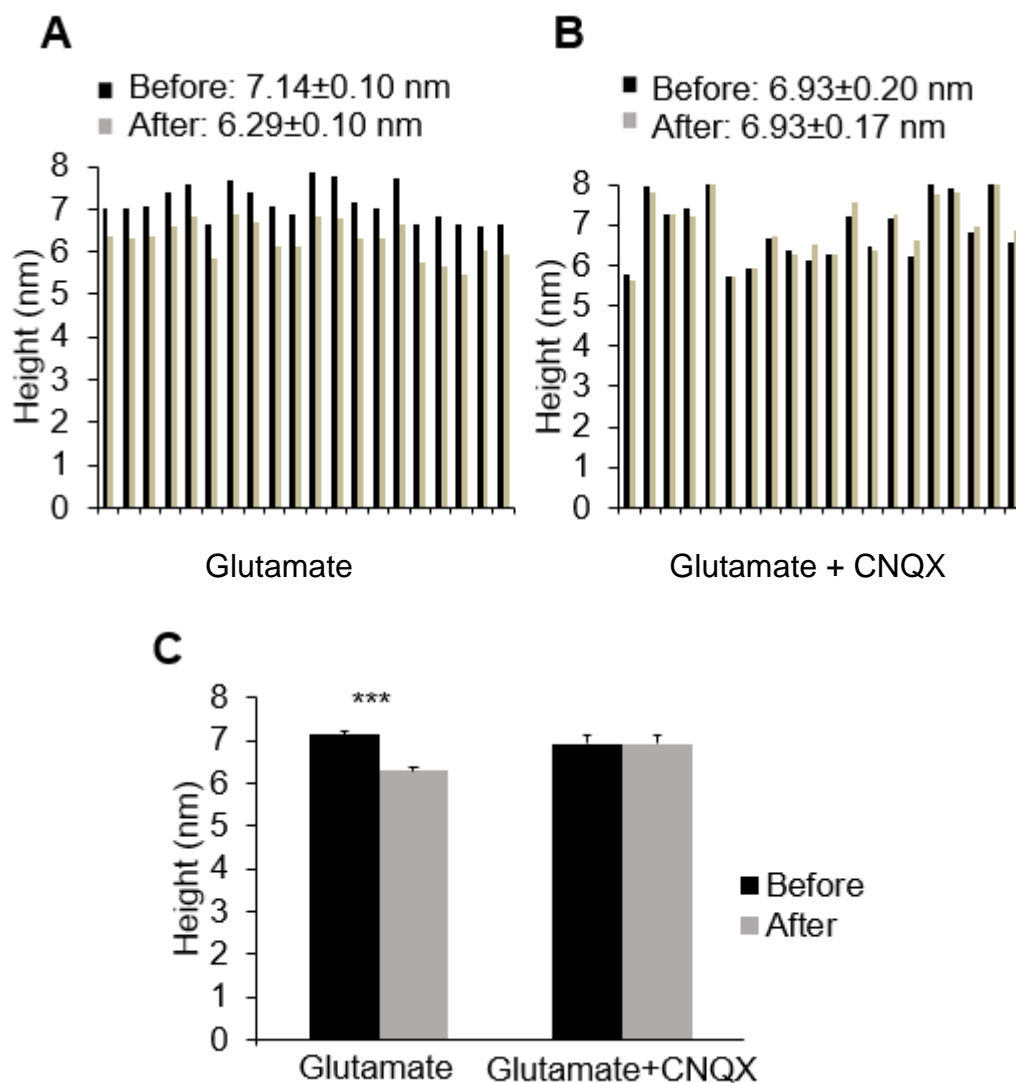 A
Before: 7.14±0.10 nm
After: 6.29±0.10 nm
Height (nm)
8
7
6
5
4
3
2
1
0
Glutamate
B
Before: 6.93±0.20 nm
After: 6.93±0.17 nm
Height (nm)
8
7
6
5
4
3
2
1
0
Glutamate + CNQX
C
***
Height (nm)
8
7
6
5
4
3
2
1
0
Glutamate
Glutamate+CNQX
Before
After